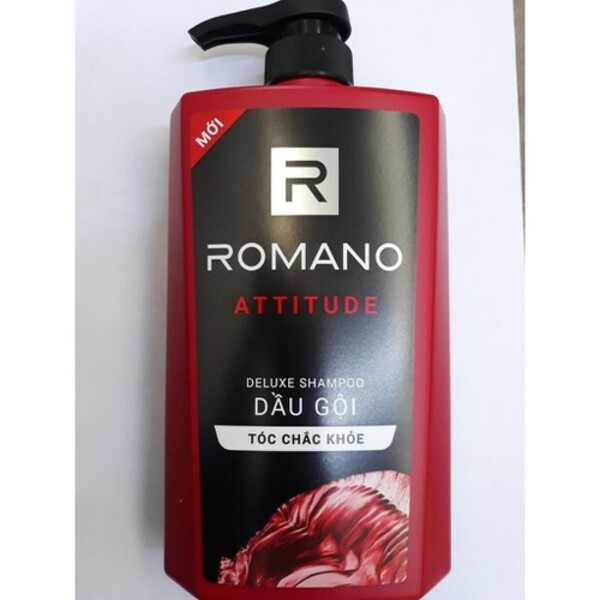 MỚI
R
ROMANO
ATTITUDE
DELUXE SHAMPOO
DẦU GỘI
TÓC CHẮC KHỎE